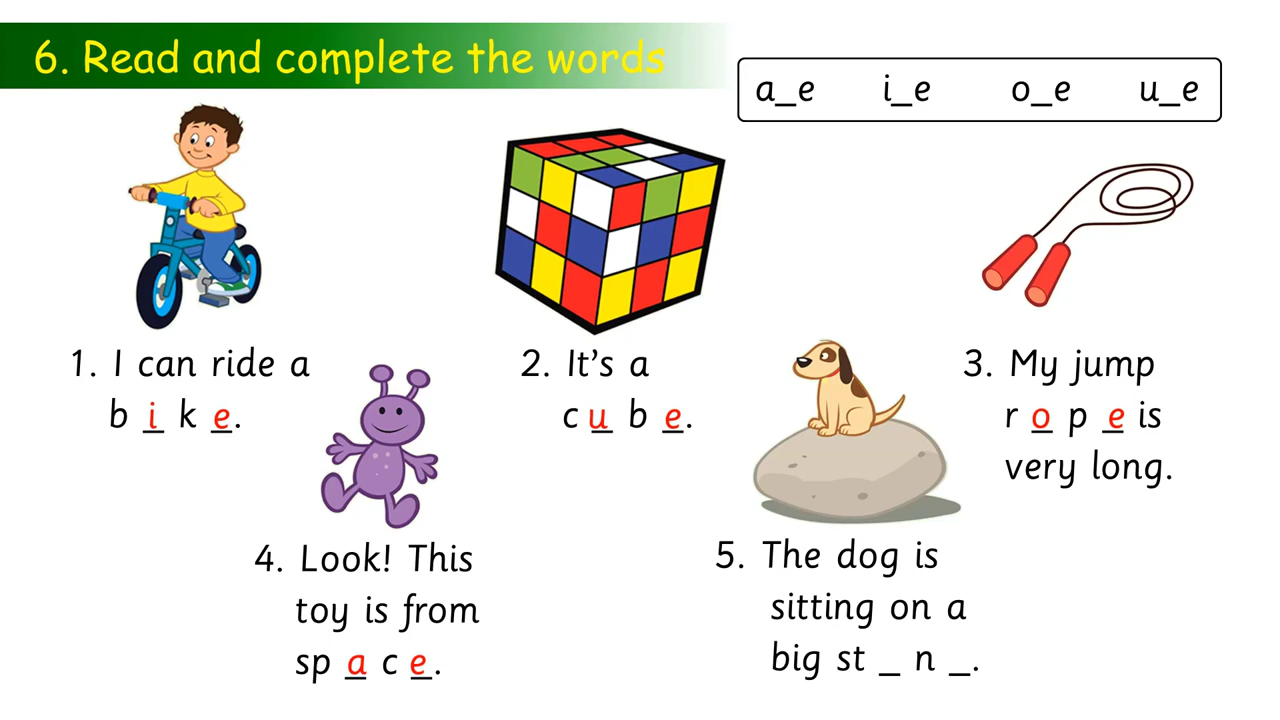 6. Read and complete the words
a_e i_e o_e u_e
1. I can ride a
b i k e.
2. It's a
c u b e.
3. My jump
r o p e is
very long.
4. Look! This
toy is from
sp a c e.
5. The dog is
sitting on a
big st _ n _.